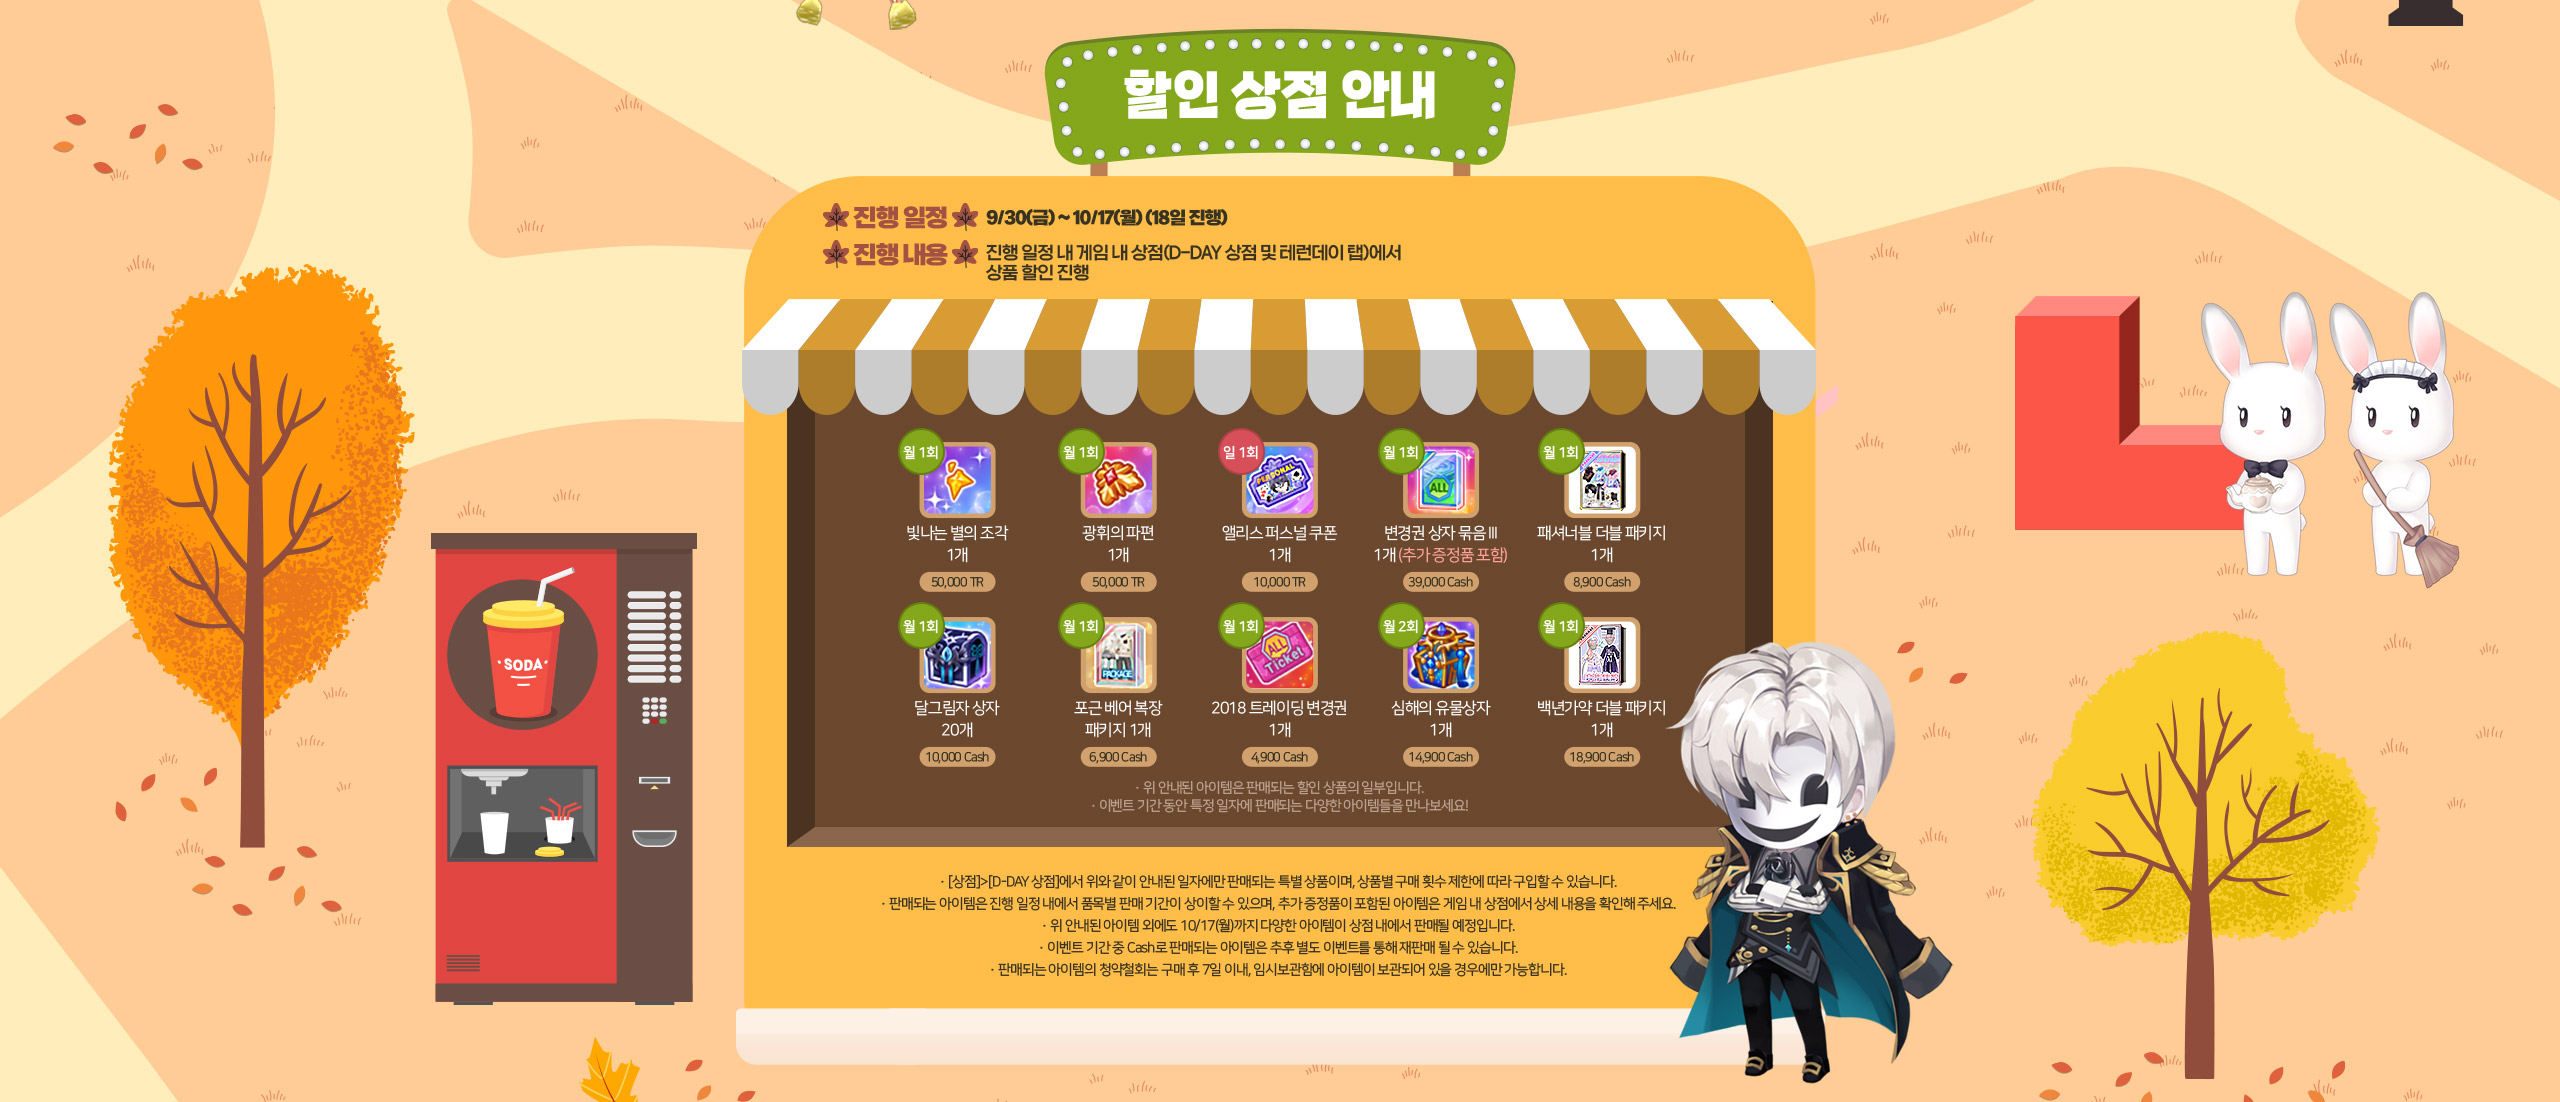 할인 상점 안내
진행 일정 9/30(금) ~ 10/17(월) (18일 진행)
진행 내용 진행 일정 내 게임 내 상점(D-DAY 상점 및 테런데이 탭)에서
상품 할인 진행
월 1회 월 1회 일 1회 월 1회 월 1회
PERSONAL
ALL
빛나는 별의 조각 광휘의 파편 앨리스 퍼스널 쿠폰 변경권 상자 묶음 III 패셔너블 더블 패키지
1개 1개 1개 1개 (추가 증정품 포함) 1개
50,000 TR 50,000 TR 10,000 TR 39,000 Cash 8,900 Cash
월 1회 월 1회 월 1회 월 2회 월 1회
PACKAGE
ALL
Ticket
달그림자 상자 포근 베어 복장 2018 트레이딩 변경권 심해의 유물상자 백년가약 더블 패키지
20개 패키지 1개 1개 1개 1개
10,000 Cash 6,900 Cash 4,900 Cash 14,900 Cash 18,900 Cash
· 위 안내된 아이템은 판매되는 할인 상품의 일부입니다.
· 이벤트 기간 동안 특정 일자에 판매되는 다양한 아이템들을 만나보세요!
· [상점]>[D-DAY 상점]에서 위와 같이 안내된 일자에만 판매되는 특별 상품이며, 상품별 구매 횟수 제한에 따라 구입할 수 있습니다.
· 판매되는 아이템은 진행 일정 내에서 품목별 판매 기간이 상이할 수 있으며, 추가 증정품이 포함된 아이템은 게임 내 상점에서 상세 내용을 확인해 주세요.
· 위 안내된 아이템 외에도 10/17(월)까지 다양한 아이템이 상점 내에서 판매될 예정입니다.
· 이벤트 기간 중 Cash로 판매되는 아이템은 추후 별도 이벤트를 통해 재판매 될 수 있습니다.
· 판매되는 아이템의 청약철회는 구매 후 7일 이내, 임시보관함에 아이템이 보관되어 있을 경우에만 가능합니다.
· SODA ·